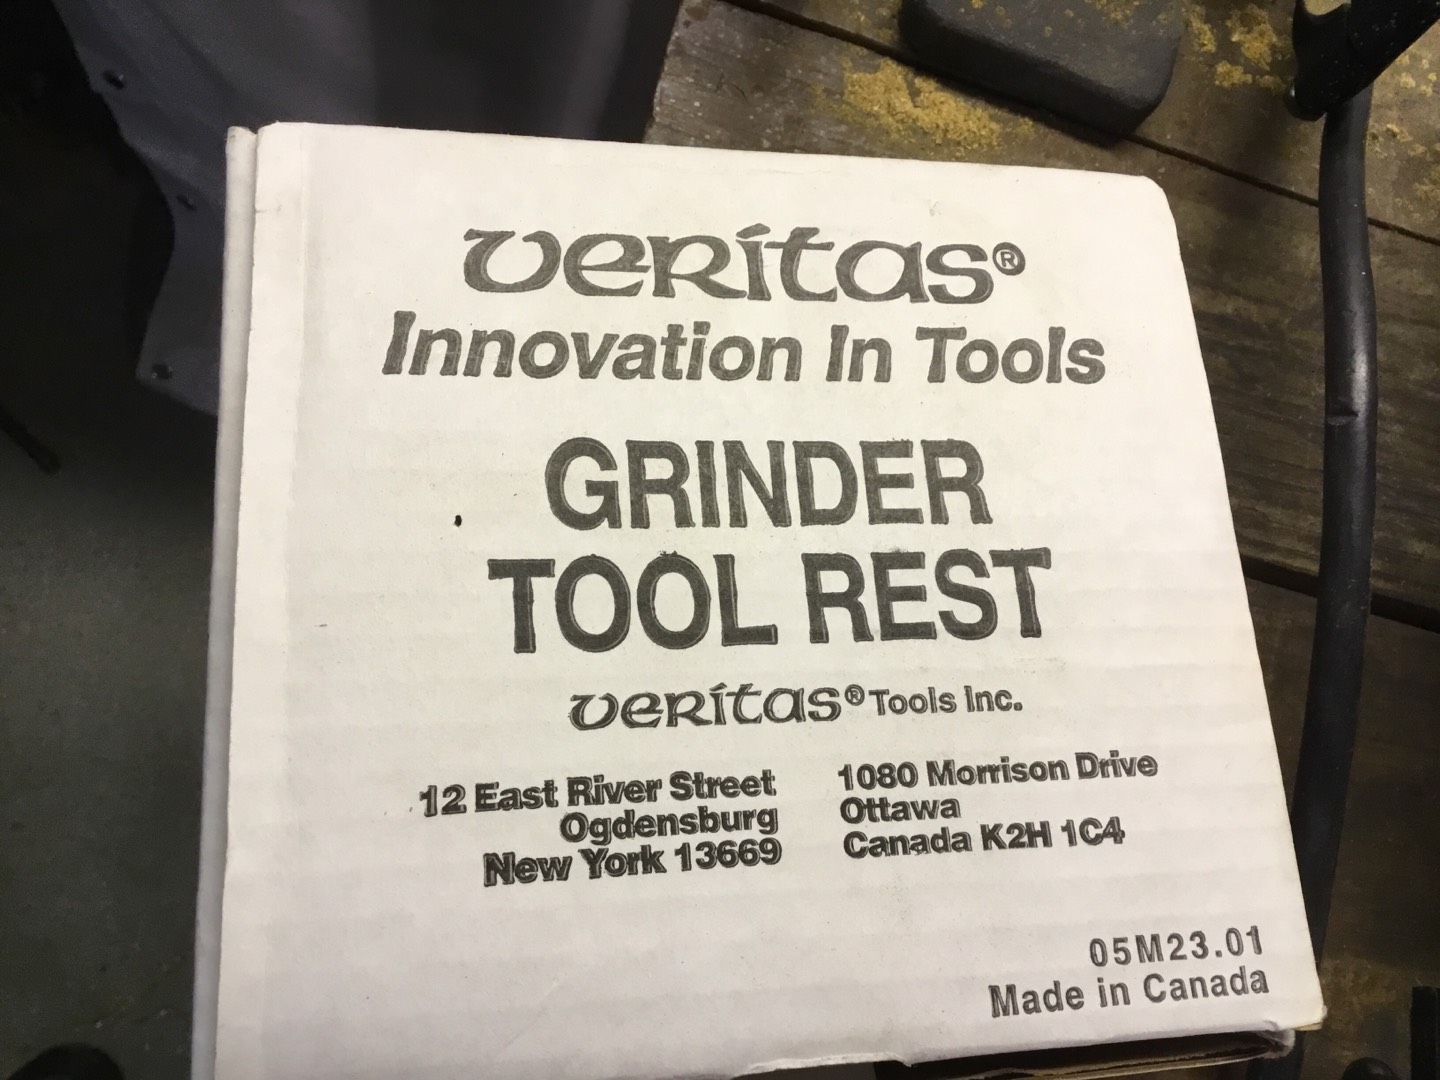 veritas®
Innovation In Tools
GRINDER
TOOL REST
veritas® Tools Inc.
12 East River Street
Ogdensburg
New York 13669
1080 Morrison Drive
Ottawa
Canada K2H 1C4
05M23.01
Made in Canada